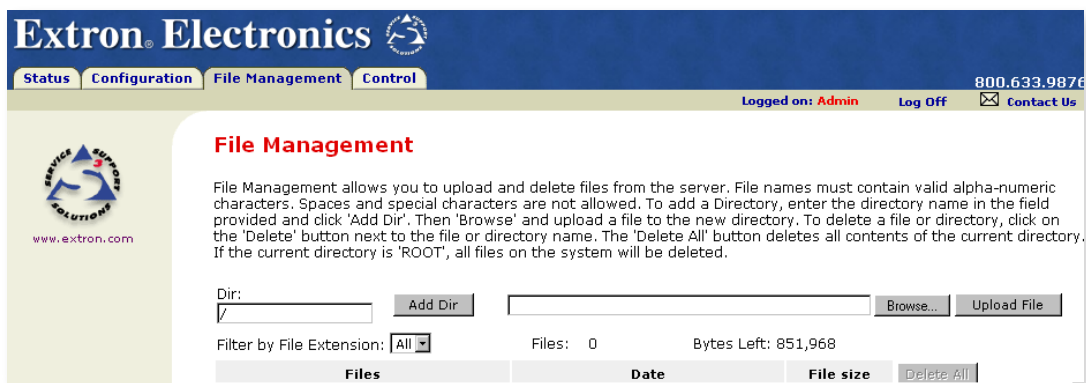 Extron® Electronics
SERVICE SUPPORT SOLUTIONS
Status Configuration File Management Control
800.633.9876
Logged on: Admin Log Off Contact Us
SERVICE SUPPORT SOLUTIONS 3
www.extron.com
File Management
File Management allows you to upload and delete files from the server. File names must contain valid alpha-numeric
characters. Spaces and special characters are not allowed. To add a Directory, enter the directory name in the field
provided and click 'Add Dir'. Then 'Browse' and upload a file to the new directory. To delete a file or directory, click on
the 'Delete' button next to the file or directory name. The 'Delete All' button deletes all contents of the current directory.
If the current directory is 'ROOT', all files on the system will be deleted.
Dir:
/ Add Dir Browse... Upload File
Filter by File Extension: All Files: 0 Bytes Left: 851,968
Files Date File size Delete All